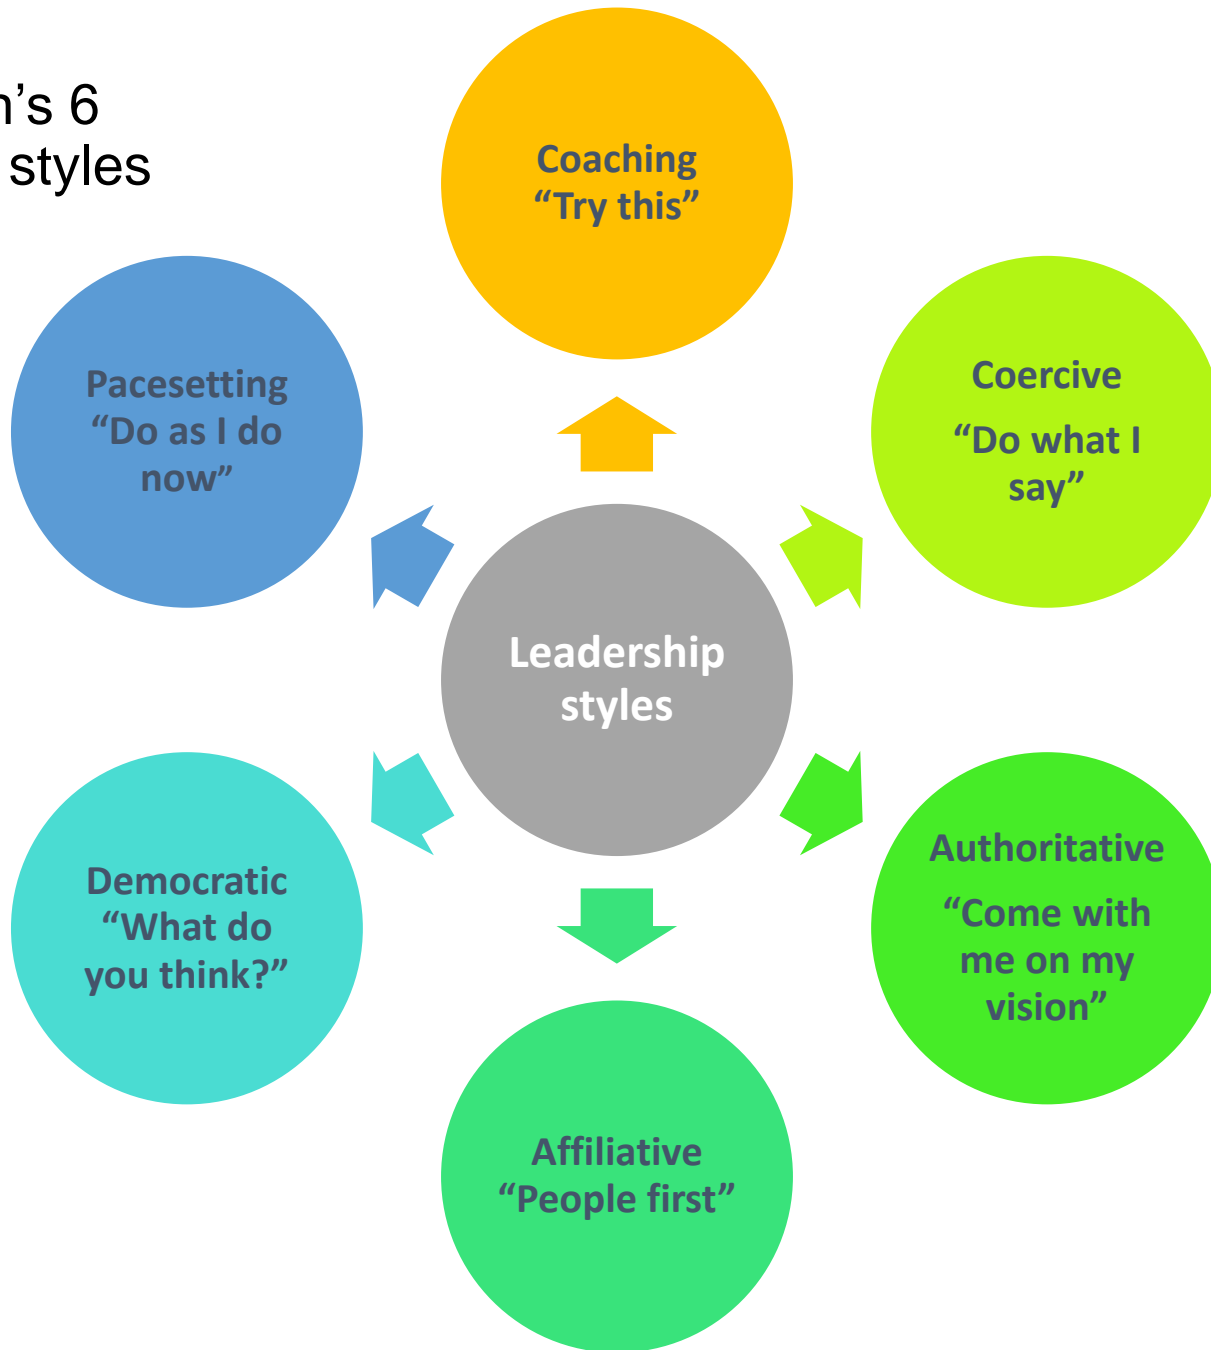 n’s 6
styles
Coaching
“Try this”
Coercive
“Do what I
say”
Authoritative
“Come with
me on my
vision”
Affiliative
“People first”
Democratic
“What do
you think?”
Pacesetting
“Do as I do
now”
Leadership
styles